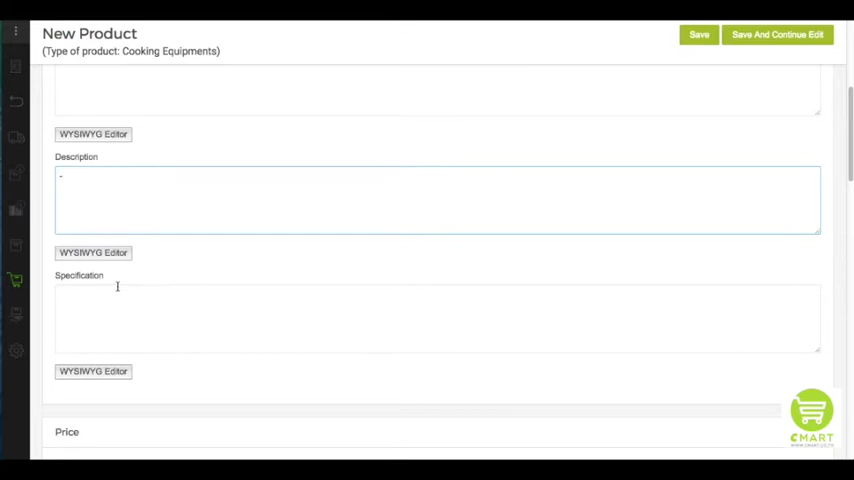 New Product
(Type of product: Cooking Equipments)
Save
Save And Continue Edit
WYSIWYG Editor
Description
-
WYSIWYG Editor
Specification
WYSIWYG Editor
Price
CMART